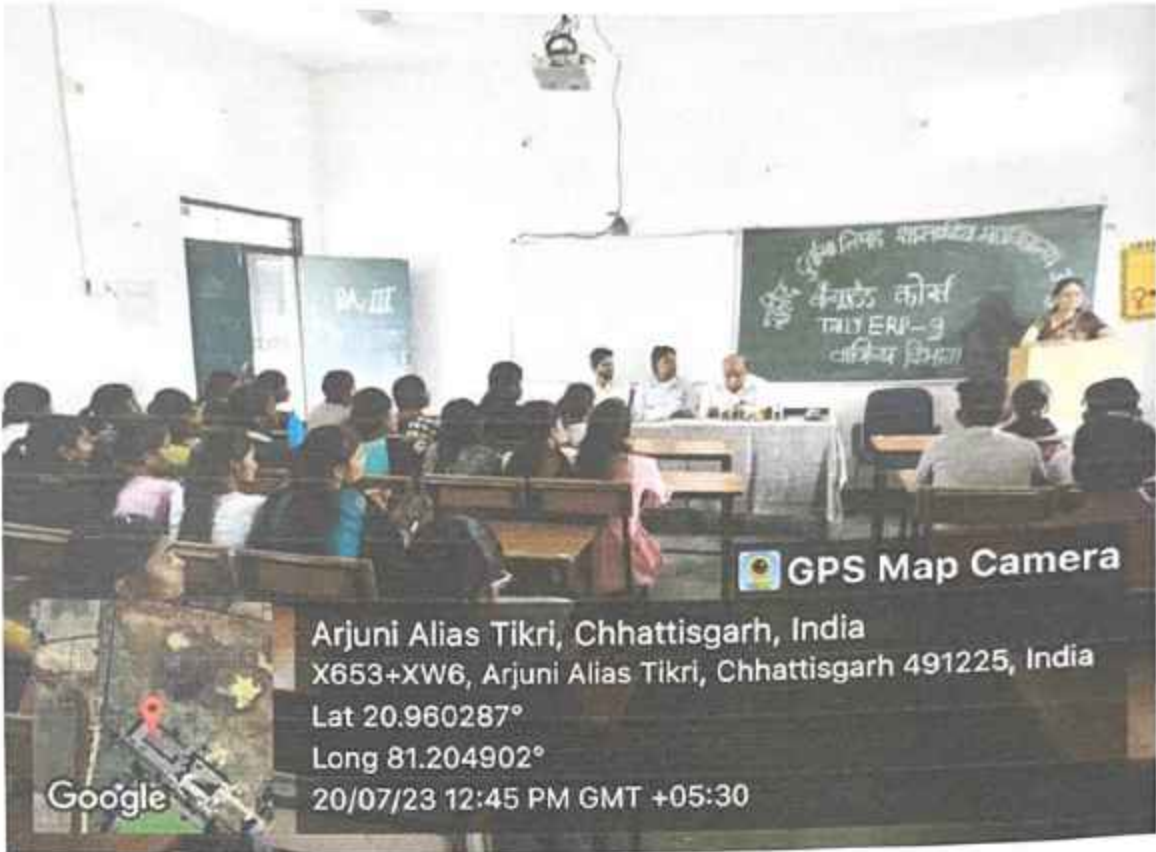 BA-III
शासकीय
कोर्स
TALLY ERP-9
वाणिज्य विभाग
GPS Map Camera
Arjuni Alias Tikri, Chhattisgarh, India
X653+XW6, Arjuni Alias Tikri, Chhattisgarh 491225, India
Lat 20.960287°
Long 81.204902°
20/07/23 12:45 PM GMT +05:30
Google